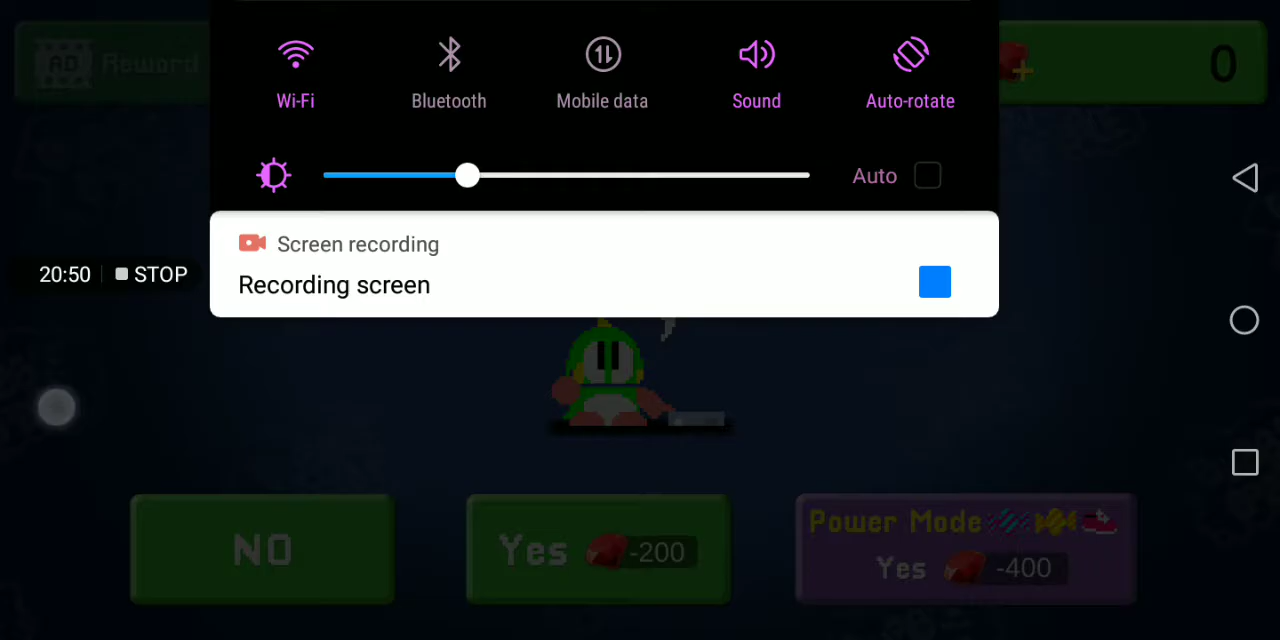 AD Reward
0
Wi-Fi
Bluetooth
Mobile data
Sound
Auto-rotate
Auto
Screen recording
Recording screen
20:50
STOP
NO
Yes -200
Power Mode
Yes -400